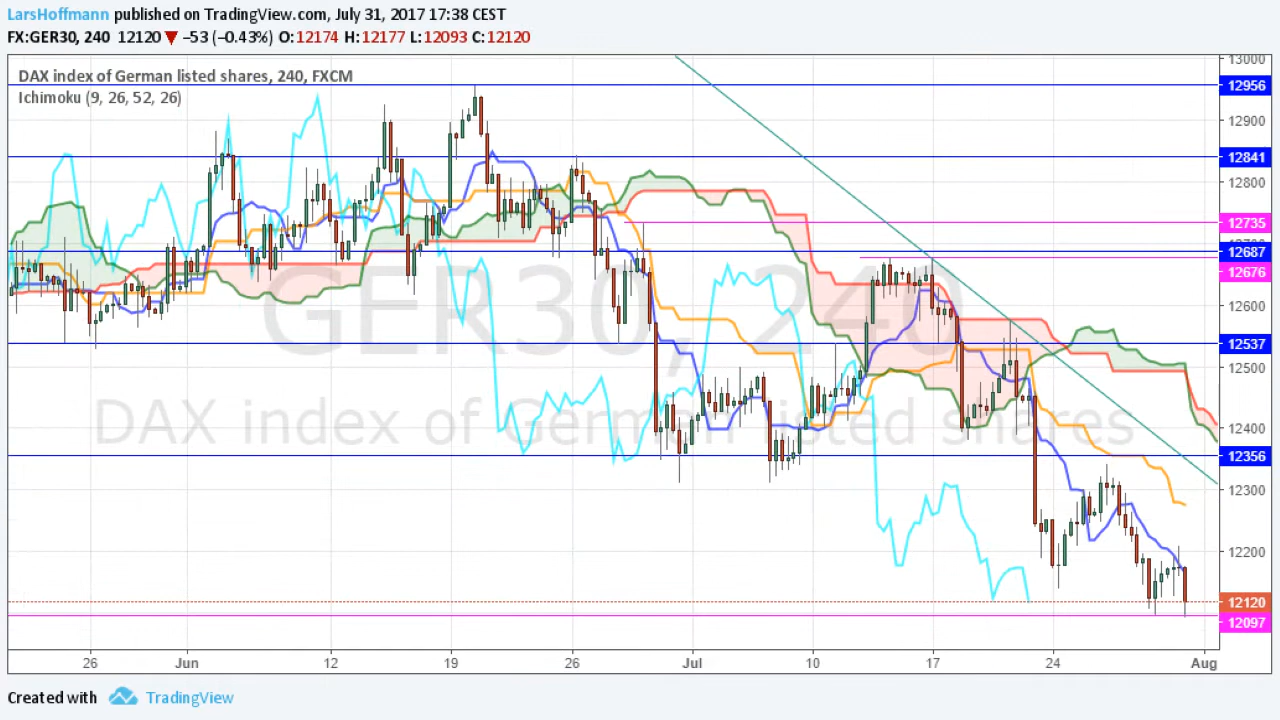 LarsHoffmann published on TradingView.com, July 31, 2017 17:38 CEST
FX:GER30, 240 12120 ▼ −53 (−0.43%) O:12174 H:12177 L:12093 C:12120
DAX index of German listed shares, 240, FXCM
Ichimoku (9, 26, 52, 26)
GER30, 240
DAX index of German listed shares
13000
12956
12900
12841
12800
12735
12687
12676
12600
12537
12500
12400
12356
12300
12200
12120
12097
26 Jun 12 19 26 Jul 10 17 24 Aug
Created with TradingView